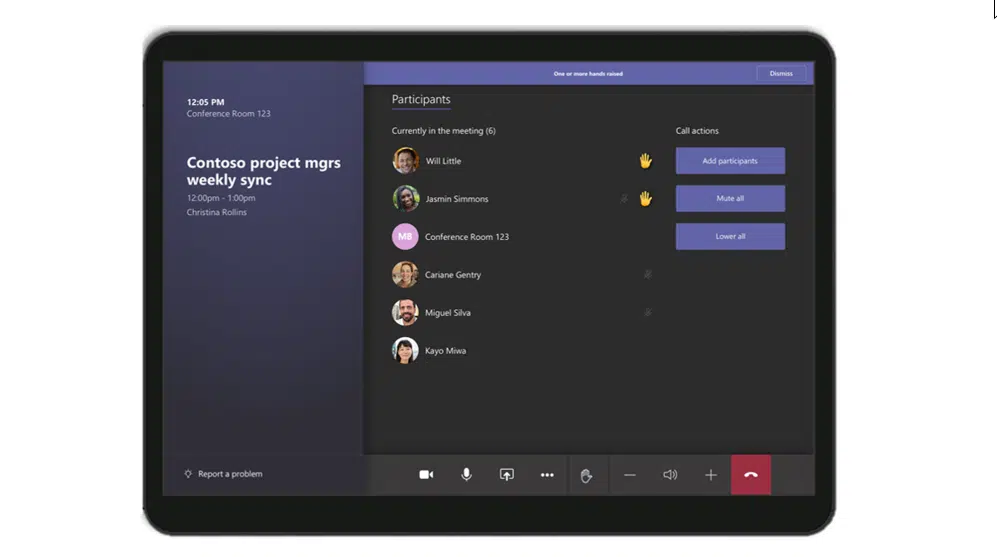 One or more hands raised
Dismiss
12:05 PM
Conference Room 123
Contoso project mgrs
weekly sync
12:00pm - 1:00pm
Christina Rollins
Report a problem
Participants
Currently in the meeting (6)
Will Little
Jasmin Simmons
MB
Conference Room 123
Cariane Gentry
Miguel Silva
Kayo Miwa
Call actions
Add participants
Mute all
Lower all